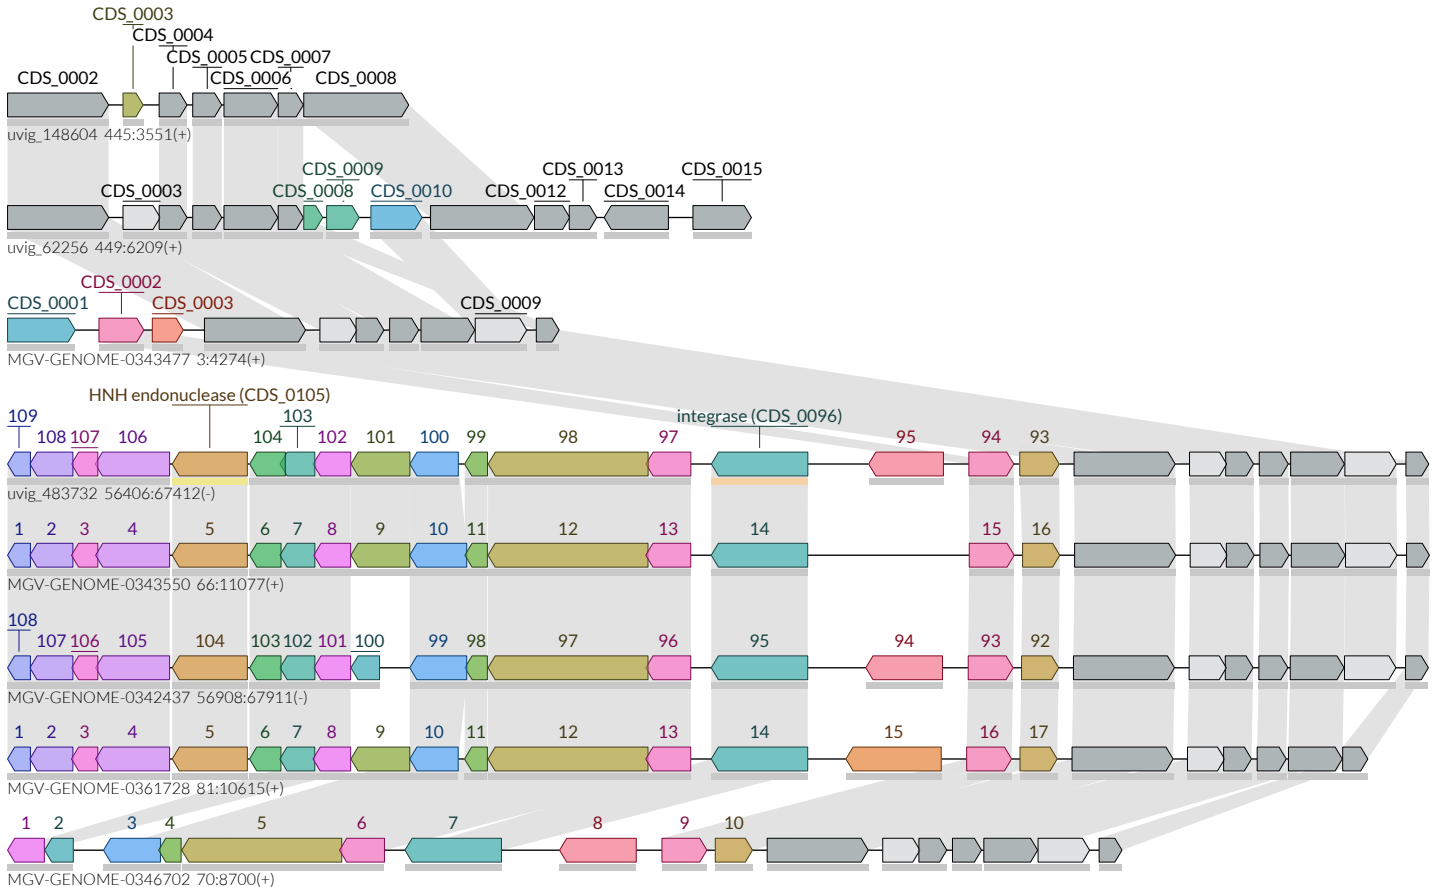 CDS_0003
CDS_0004
CDS_0005 CDS_0007
CDS_0002 CDS_0006 CDS_0008
uvig_148604 445:3551(+)
CDS_0009 CDS_0013 CDS_0015
CDS_0003 CDS_0008 CDS_0010 CDS_0012 CDS_0014
uvig_62256 449:6209(+)
CDS_0002
CDS_0001 CDS_0003 CDS_0009
MGV-GENOME-0343477 3:4274(+)
HNH endonuclease (CDS_0105)
109 103 integrase (CDS_0096)
108 107 106 104 102 101 100 99 98 97 95 94 93
uvig_483732 56406:67412(-)
1 2 3 4 5 6 7 8 9 10 11 12 13 14 15 16
MGV-GENOME-0343550 66:11077(+)
108
107 106 105 104 103 102 101 100 99 98 97 96 95 94 93 92
MGV-GENOME-0342437 56908:67911(-)
1 2 3 4 5 6 7 8 9 10 11 12 13 14 15 16 17
MGV-GENOME-0361728 81:10615(+)
1 2 3 4 5 6 7 8 9 10
MGV-GENOME-0346702 70:8700(+)